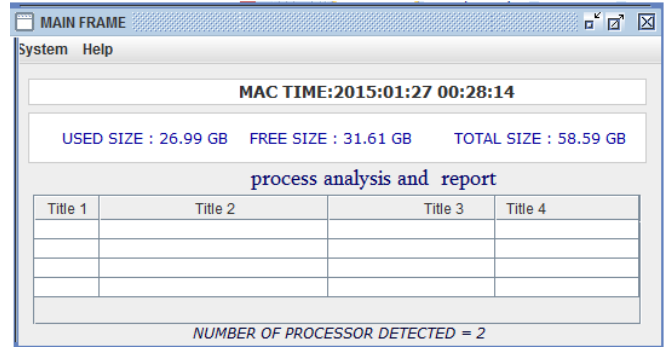 MAIN FRAME
System Help
MAC TIME:2015:01:27 00:28:14
USED SIZE : 26.99 GB FREE SIZE : 31.61 GB TOTAL SIZE : 58.59 GB
process analysis and report
Title 1 Title 2 Title 3 Title 4
NUMBER OF PROCESSOR DETECTED = 2